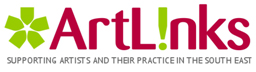 ArtL!nks
SUPPORTING ARTISTS AND THEIR PRACTICE IN THE SOUTH EAST